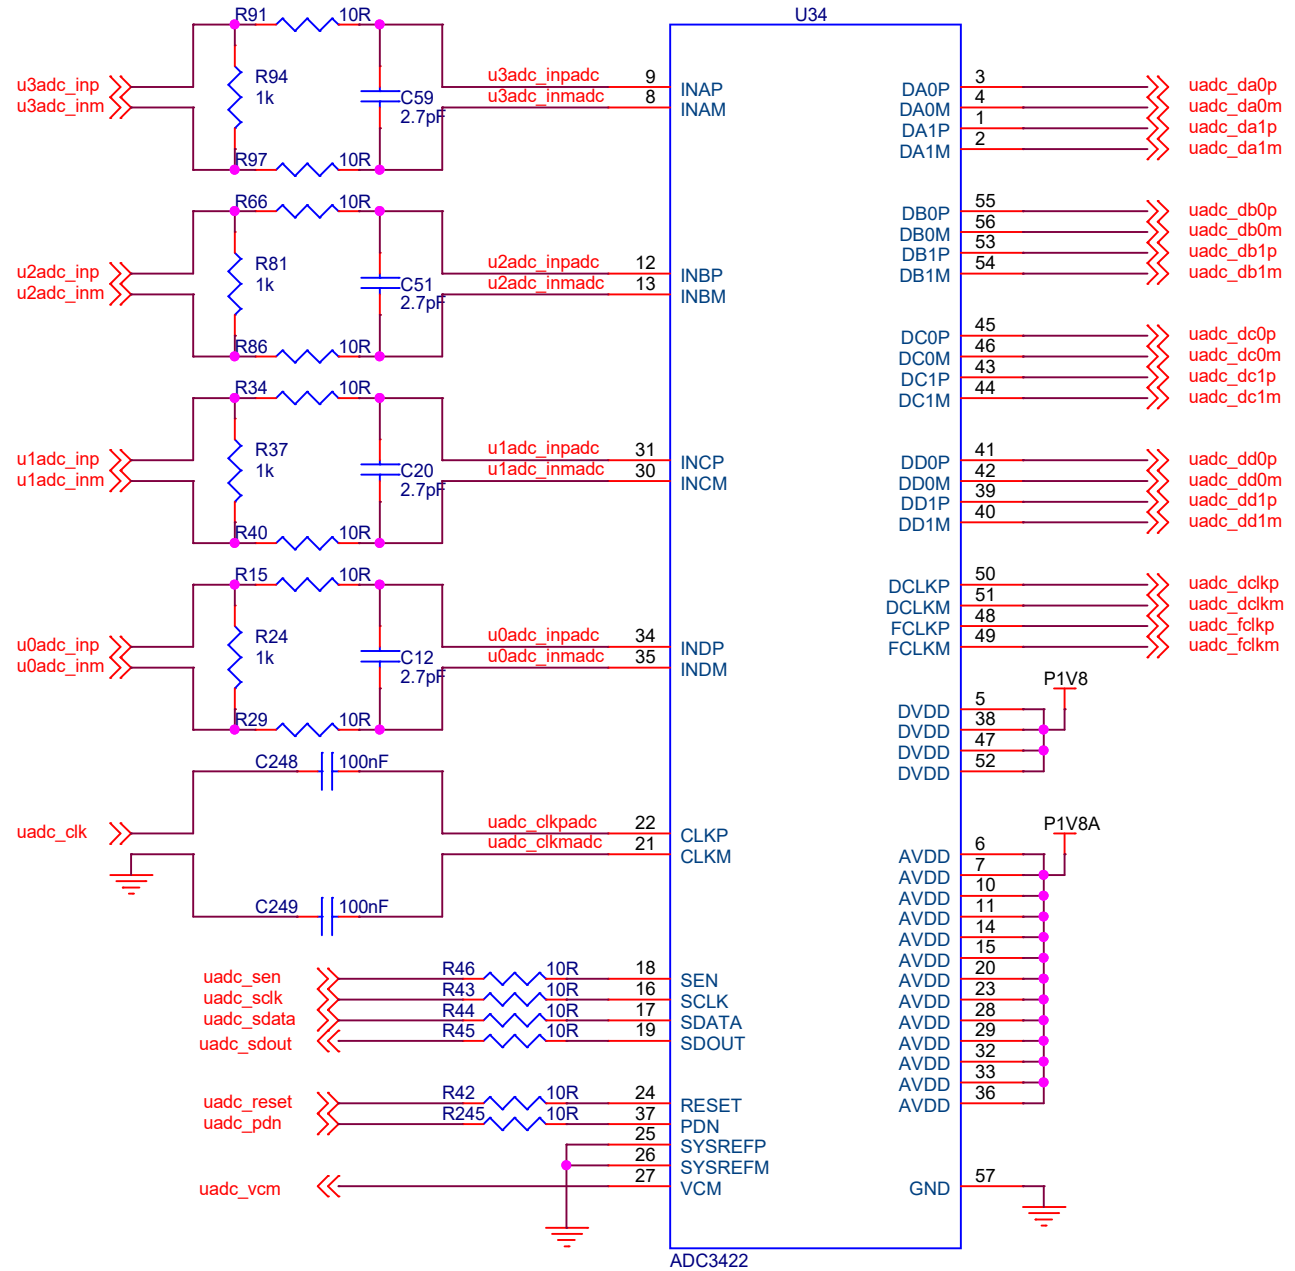 R91 10R U34
R94
1k
u3adc_inp
u3adc_inm
C59
2.7pF
R97 10R
u3adc_inpadc 9 INAP
u3adc_inmadc 8 INAM
DA0P 3 uadc_da0p
DA0M 4 uadc_da0m
DA1P 1 uadc_da1p
DA1M 2 uadc_da1m
R66 10R
R81
1k
u2adc_inp
u2adc_inm
C51
2.7pF
R86 10R
u2adc_inpadc 12 INBP
u2adc_inmadc 13 INBM
DB0P 55 uadc_db0p
DB0M 56 uadc_db0m
DB1P 53 uadc_db1p
DB1M 54 uadc_db1m
R34 10R
R37
1k
u1adc_inp
u1adc_inm
C20
2.7pF
R40 10R
u1adc_inpadc 31 INCP
u1adc_inmadc 30 INCM
DC0P 45 uadc_dc0p
DC0M 46 uadc_dc0m
DC1P 43 uadc_dc1p
DC1M 44 uadc_dc1m
DD0P 41 uadc_dd0p
DD0M 42 uadc_dd0m
DD1P 39 uadc_dd1p
DD1M 40 uadc_dd1m
R15 10R
R24
1k
u0adc_inp
u0adc_inm
C12
2.7pF
R29 10R
u0adc_inpadc 34 INDP
u0adc_inmadc 35 INDM
DCLKP 50 uadc_dclkp
DCLKM 51 uadc_dclkm
FCLKP 48 uadc_fclkp
FCLKM 49 uadc_fclkm
P1V8
DVDD 5
DVDD 38
DVDD 47
DVDD 52
C248 100nF
uadc_clk
uadc_clkpadc 22 CLKP
uadc_clkmadc 21 CLKM
C249 100nF
P1V8A
AVDD 6
AVDD 7
AVDD 10
AVDD 11
AVDD 14
AVDD 15
AVDD 20
AVDD 23
AVDD 28
AVDD 29
AVDD 32
AVDD 33
AVDD 36
uadc_sen R46 10R 18 SEN
uadc_sclk R43 10R 16 SCLK
uadc_sdata R44 10R 17 SDATA
uadc_sdout R45 10R 19 SDOUT
uadc_reset R42 10R 24 RESET
uadc_pdn R245 10R 37 PDN
25 SYSREFP
26 SYSREFM
uadc_vcm 27 VCM
GND 57
ADC3422